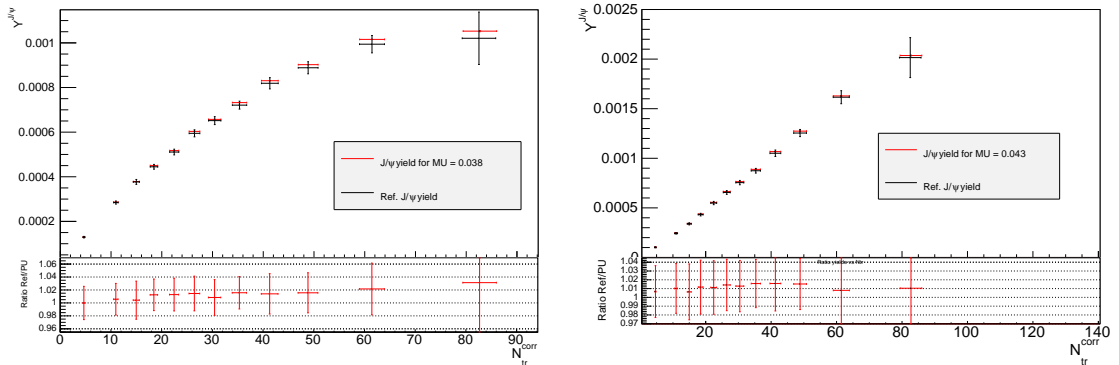 Y^J/ψ
0.001
0.0008
0.0006
0.0004
0.0002
J/ψ yield for MU = 0.038
Ref. J/ψ yield
Ratio Ref/PU
1.06
1.04
1.02
1
0.98
0.96
0 10 20 30 40 50 60 70 80 90
N_tr^corr
Y^J/ψ
0.0025
0.002
0.0015
0.001
0.0005
0
J/ψ yield for MU = 0.043
Ref. J/ψ yield
Ratio Ref/PU
1.04
1.03
1.02
1.01
1
0.99
0.98
0.97
20 40 60 80 100 120 140
N_tr^corr